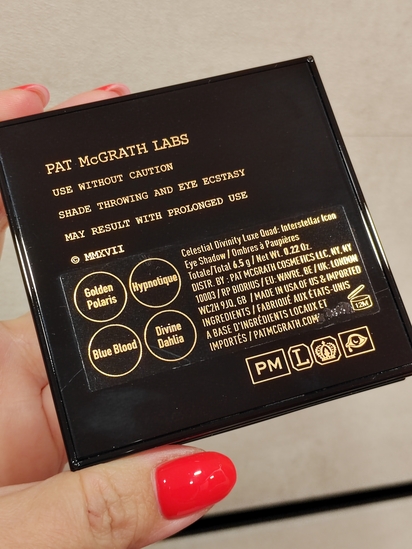 PAT McGRATH LABS
USE WITHOUT CAUTION
SHADE THROWING AND EYE ECSTASY
MAY RESULT WITH PROLONGED USE
© MMXVII
Golden
Polaris
Hypnotique
Blue Blood
Divine
Dahlia
Celestial Divinity Luxe Quad: Interstellar Icon
Eye Shadow / Ombres à Paupières
Totale/Total 6.5 g / Net Wt. 0.22 Oz.
DISTR. BY · PAT MCGRATH COSMETICS LLC, NY, NY
10003 / RP BIORIUS / EU · WAVRE, BE / UK · LONDON
WC2H 9JQ, GB / MADE IN USA OF US & IMPORTED
INGREDIENTS / FABRIQUÉ AUX ÉTATS-UNIS
A BASE D'INGRÉDIENTS LOCAUX ET
IMPORTÉS / PATMCGRATH.COM
12M
PM L